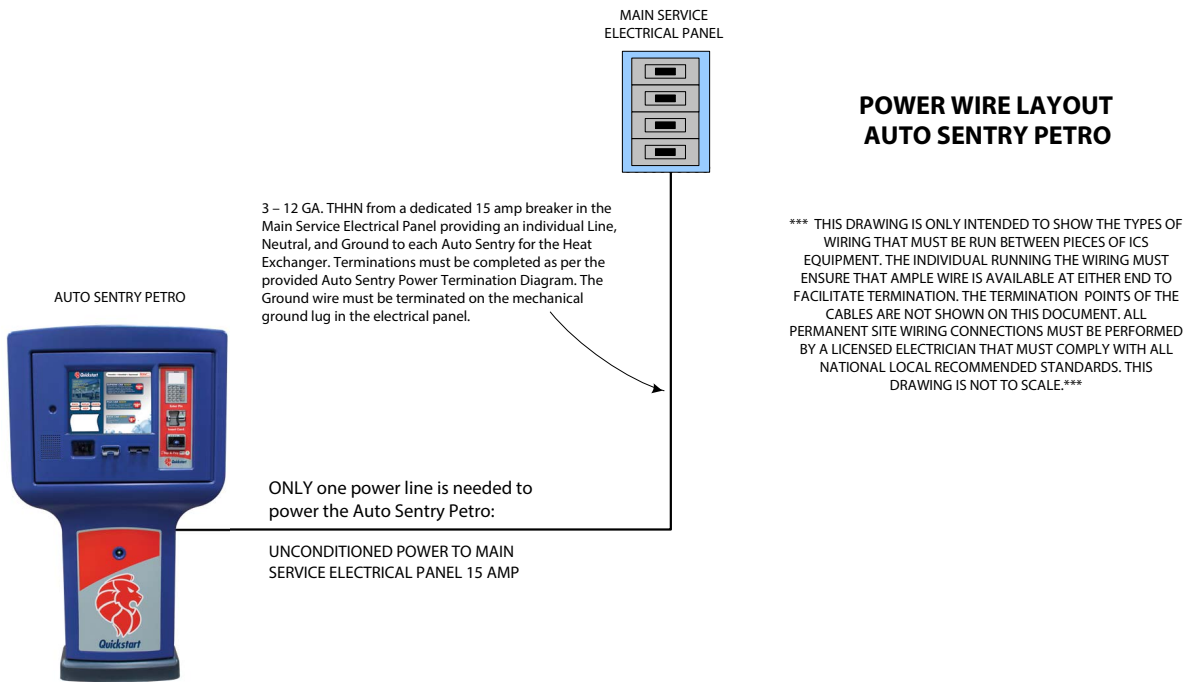 MAIN SERVICE
ELECTRICAL PANEL
POWER WIRE LAYOUT
AUTO SENTRY PETRO
3 – 12 GA. THHN from a dedicated 15 amp breaker in the
Main Service Electrical Panel providing an individual Line,
Neutral, and Ground to each Auto Sentry for the Heat
Exchanger. Terminations must be completed as per the
provided Auto Sentry Power Termination Diagram. The
Ground wire must be terminated on the mechanical
ground lug in the electrical panel.
*** THIS DRAWING IS ONLY INTENDED TO SHOW THE TYPES OF
WIRING THAT MUST BE RUN BETWEEN PIECES OF ICS
EQUIPMENT. THE INDIVIDUAL RUNNING THE WIRING MUST
ENSURE THAT AMPLE WIRE IS AVAILABLE AT EITHER END TO
FACILITATE TERMINATION. THE TERMINATION POINTS OF THE
CABLES ARE NOT SHOWN ON THIS DOCUMENT. ALL
PERMANENT SITE WIRING CONNECTIONS MUST BE PERFORMED
BY A LICENSED ELECTRICIAN THAT MUST COMPLY WITH ALL
NATIONAL LOCAL RECOMMENDED STANDARDS. THIS
DRAWING IS NOT TO SCALE.***
AUTO SENTRY PETRO
Quickstart
Quickstart
ONLY one power line is needed to
power the Auto Sentry Petro:
UNCONDITIONED POWER TO MAIN
SERVICE ELECTRICAL PANEL 15 AMP
Quickstart